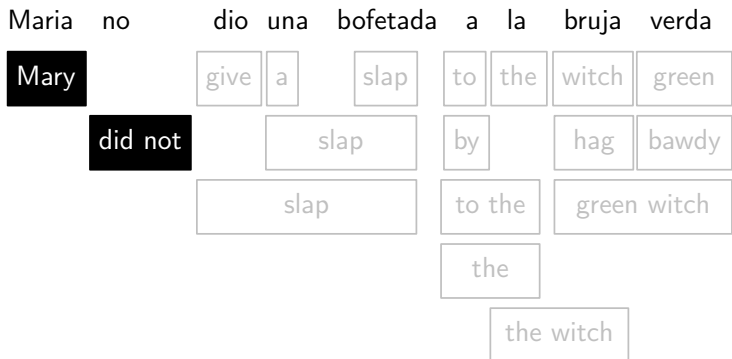 Maria no dio una bofetada a la bruja verda
Mary give a slap to the witch green
did not slap by hag bawdy
slap to the green witch
the
the witch